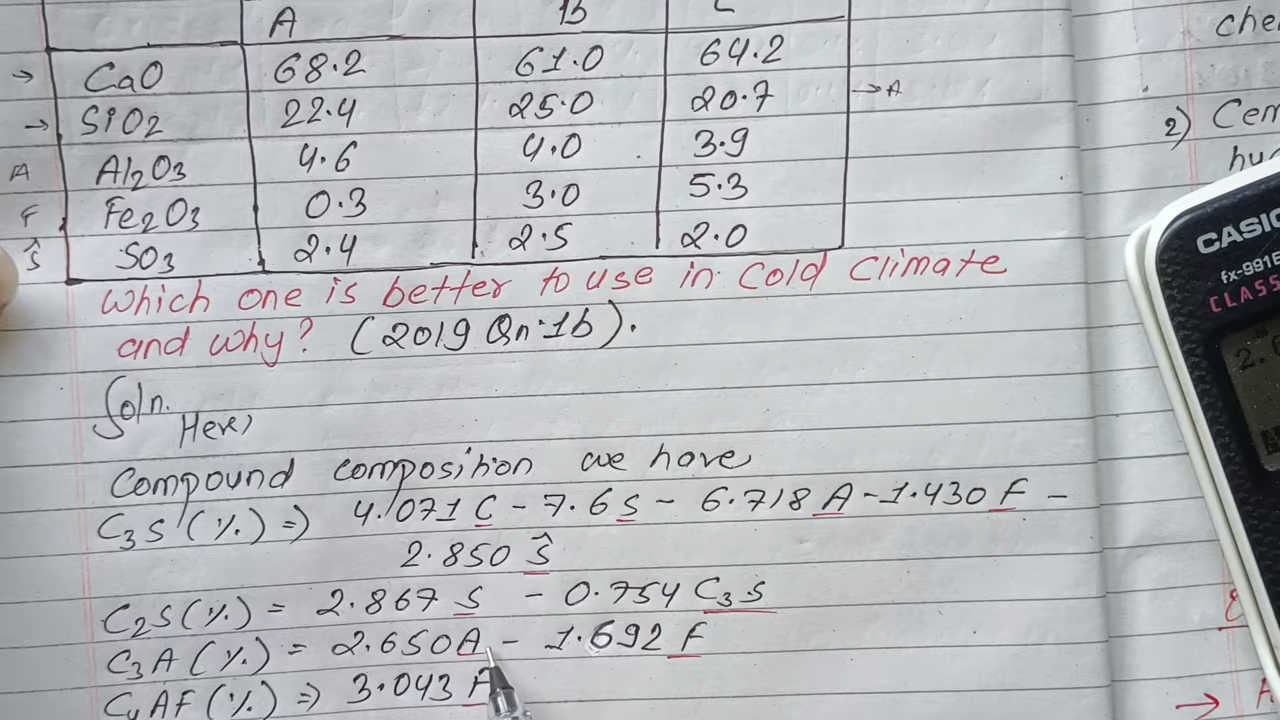 A B C
→ CaO 68.2 61.0 64.2
→ SiO2 22.4 25.0 20.7 → A
A Al2O3 4.6 4.0 3.9
F Fe2O3 0.3 3.0 5.3
Ŝ SO3 2.4 2.5 2.0
Which one is better to use in cold climate
and why? (2019 Qn.1b).
Soln.
Here,
Compound composition we have
C3S (%) => 4.071 C - 7.6 S - 6.718 A - 1.430 F -
2.850 Ŝ
C2S (%) = 2.867 S - 0.754 C3S
C3A (%) = 2.650A - 1.692 F
C4AF (%) => 3.043 F
2) Cem
CASIO
CLASS
2.
→